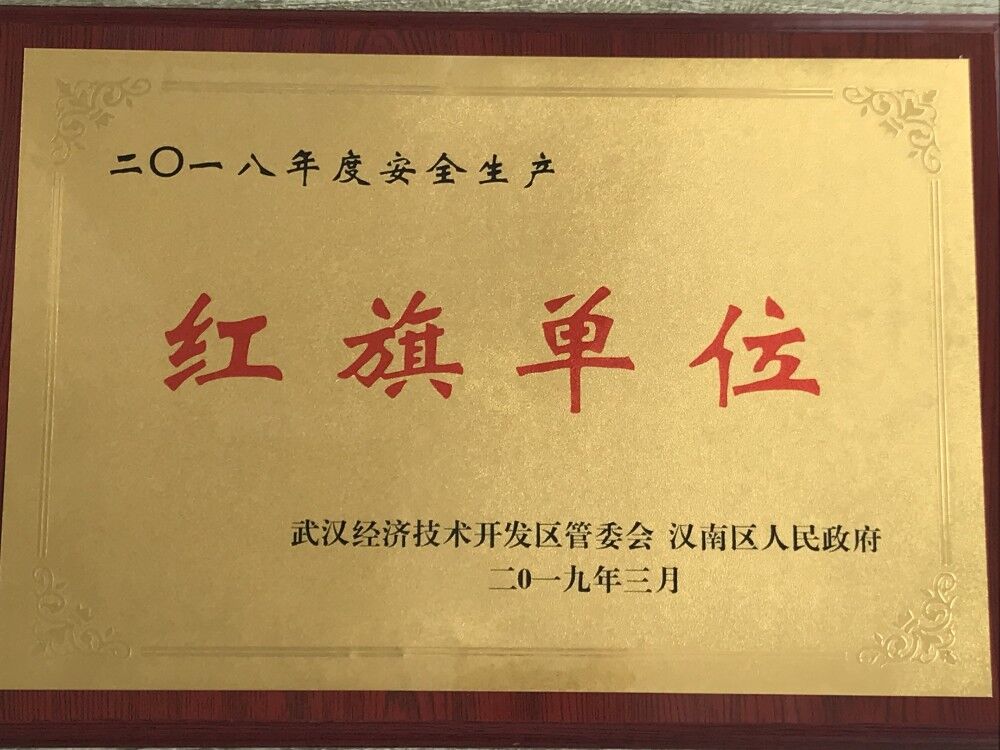 二〇一八年度安全生产
红旗单位
武汉经济技术开发区管委会 汉南区人民政府
二0一九年三月